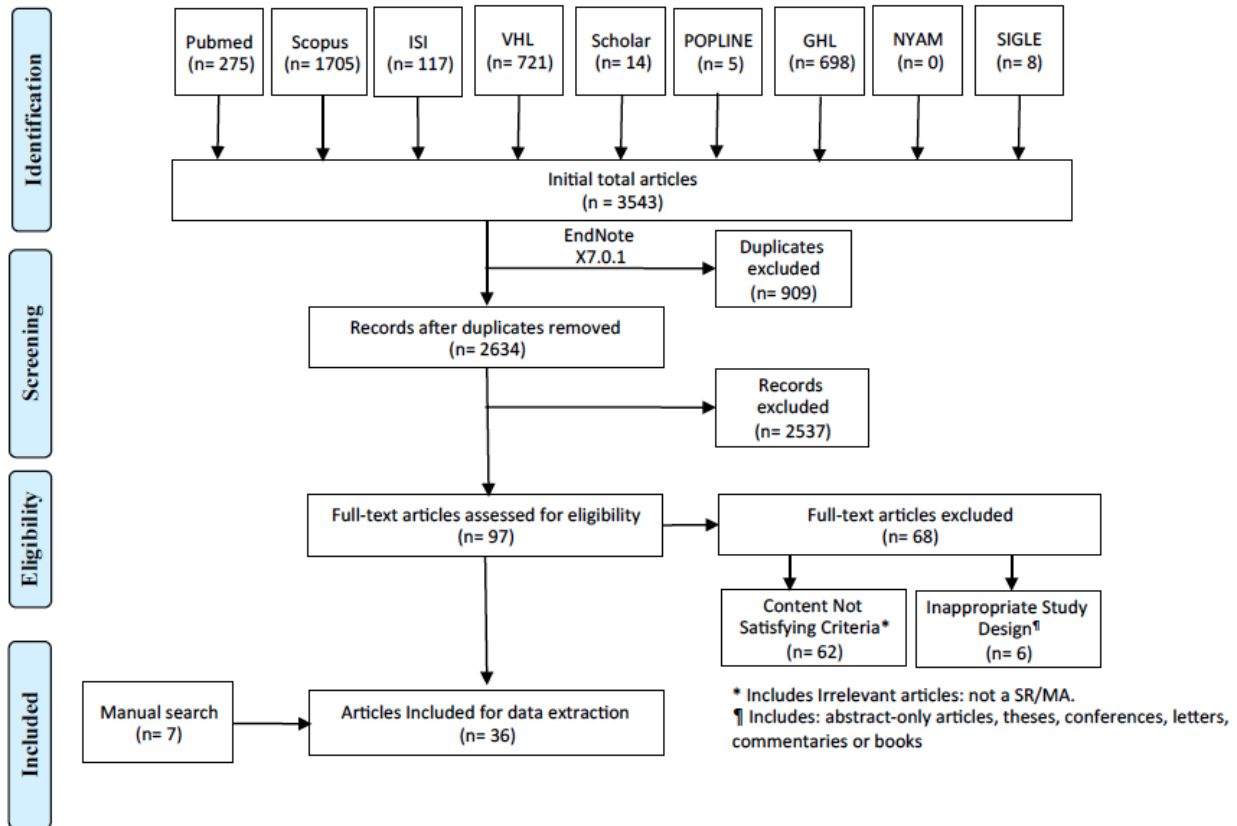 Identification
Pubmed
(n= 275)
Scopus
(n= 1705)
ISI
(n= 117)
VHL
(n= 721)
Scholar
(n= 14)
POPLINE
(n= 5)
GHL
(n= 698)
NYAM
(n= 0)
SIGLE
(n= 8)
Initial total articles
(n = 3543)
EndNote
X7.0.1
Duplicates
excluded
(n= 909)
Screening
Records after duplicates removed
(n= 2634)
Records
excluded
(n= 2537)
Eligibility
Full-text articles assessed for eligibility
(n= 97)
Full-text articles excluded
(n= 68)
Content Not
Satisfying Criteria*
(n= 62)
Inappropriate Study
Design¶
(n= 6)
Included
Manual search
(n= 7)
Articles Included for data extraction
(n= 36)
* Includes Irrelevant articles: not a SR/MA.
¶ Includes: abstract-only articles, theses, conferences, letters,
commentaries or books